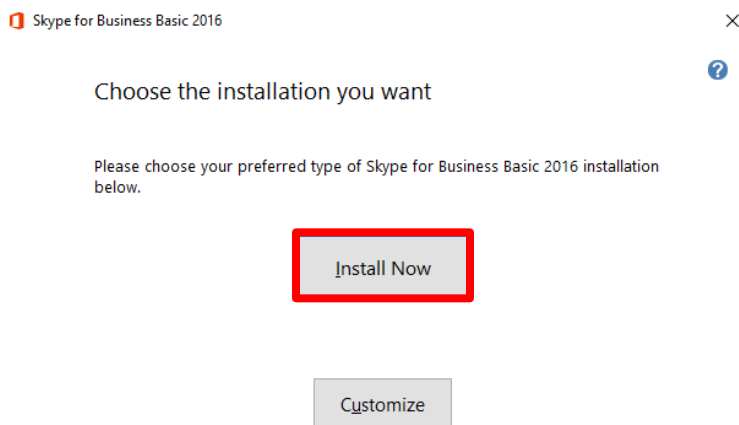 Skype for Business Basic 2016
Choose the installation you want
Please choose your preferred type of Skype for Business Basic 2016 installation
below.
Install Now
Customize